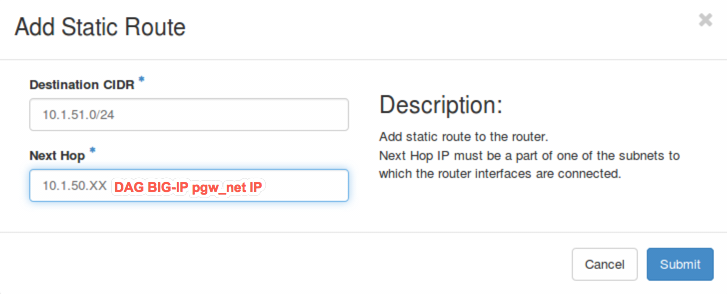 Add Static Route
×
Destination CIDR *
10.1.51.0/24
Next Hop *
10.1.50.XX DAG BIG-IP pgw_net IP
Description:
Add static route to the router.
Next Hop IP must be a part of one of the subnets to
which the router interfaces are connected.
Cancel
Submit